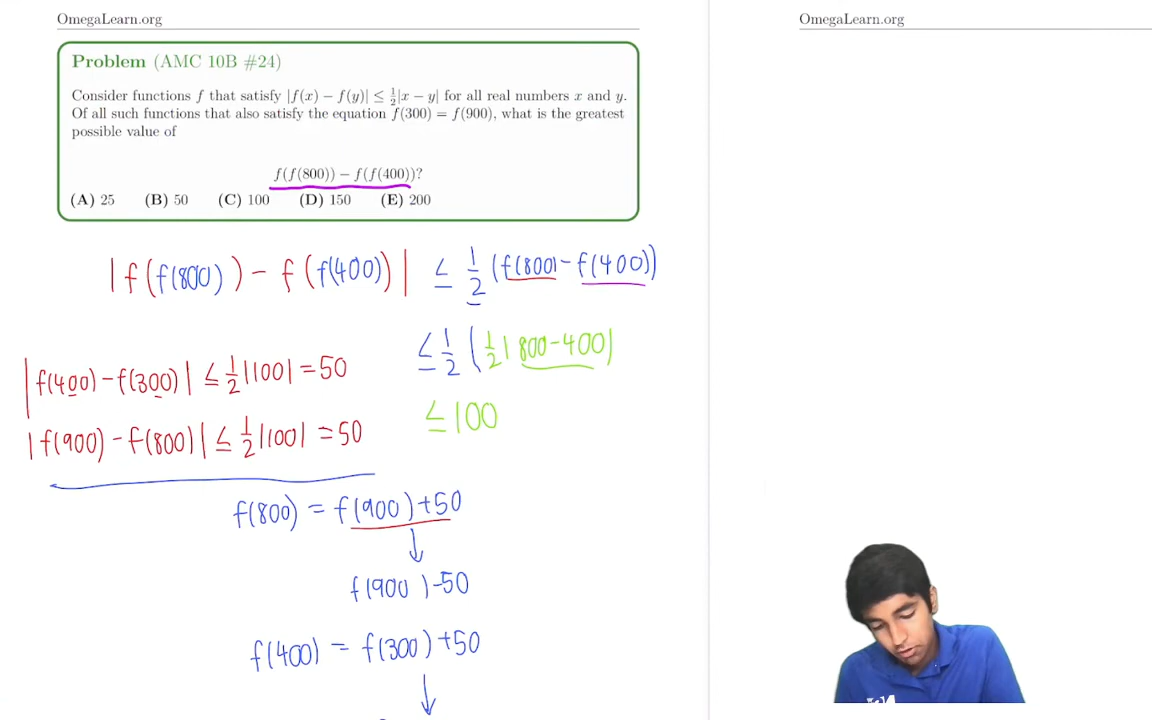 OmegaLearn.org
OmegaLearn.org
Problem (AMC 10B #24)
Consider functions f that satisfy |f(x) − f(y)| ≤ ½|x − y| for all real numbers x and y.
Of all such functions that also satisfy the equation f(300) = f(900), what is the greatest
possible value of
f(f(800)) − f(f(400))?
(A) 25 (B) 50 (C) 100 (D) 150 (E) 200
|f(f(800)) − f(f(400))| ≤ ½(f(800) − f(400))
≤ ½(½|800 − 400|
|f(400) − f(300)| ≤ ½|100| = 50
≤ 100
|f(900) − f(800)| ≤ ½|100| = 50
f(800) = f(900) + 50
↓
f(900) − 50
f(400) = f(300) + 50
↓